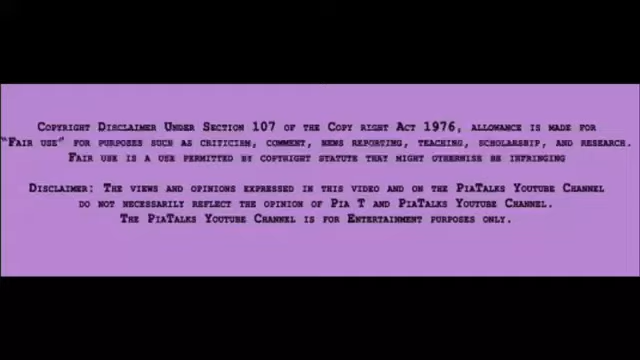 Copyright Disclaimer Under Section 107 of the Copy right Act 1976, allowance is made for
"Fair use" for purposes such as criticism, comment, news reporting, teaching, scholarship, and research.
Fair use is a use permitted by copyright statute that might otherwise be infringing
Disclaimer: The views and opinions expressed in this video and on the PiaTalks Youtube Channel
do not necessarily reflect the opinion of Pia T and PiaTalks Youtube Channel.
The PiaTalks Youtube Channel is for Entertainment purposes only.